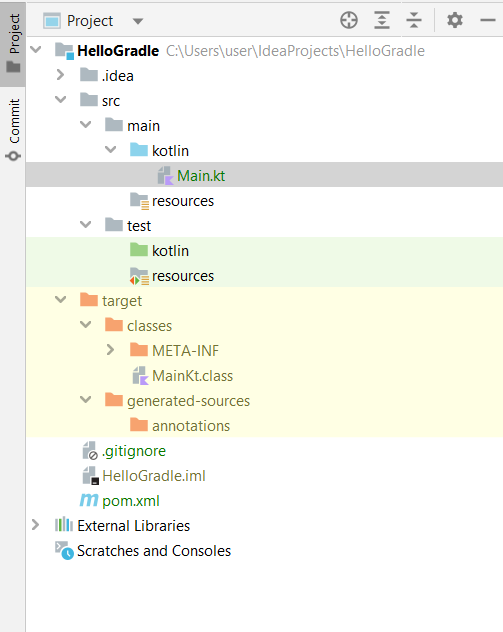 Project
Project
Commit
HelloGradle C:\Users\user\IdeaProjects\HelloGradle
.idea
src
main
kotlin
Main.kt
resources
test
kotlin
resources
target
classes
META-INF
MainKt.class
generated-sources
annotations
.gitignore
HelloGradle.iml
m pom.xml
External Libraries
Scratches and Consoles